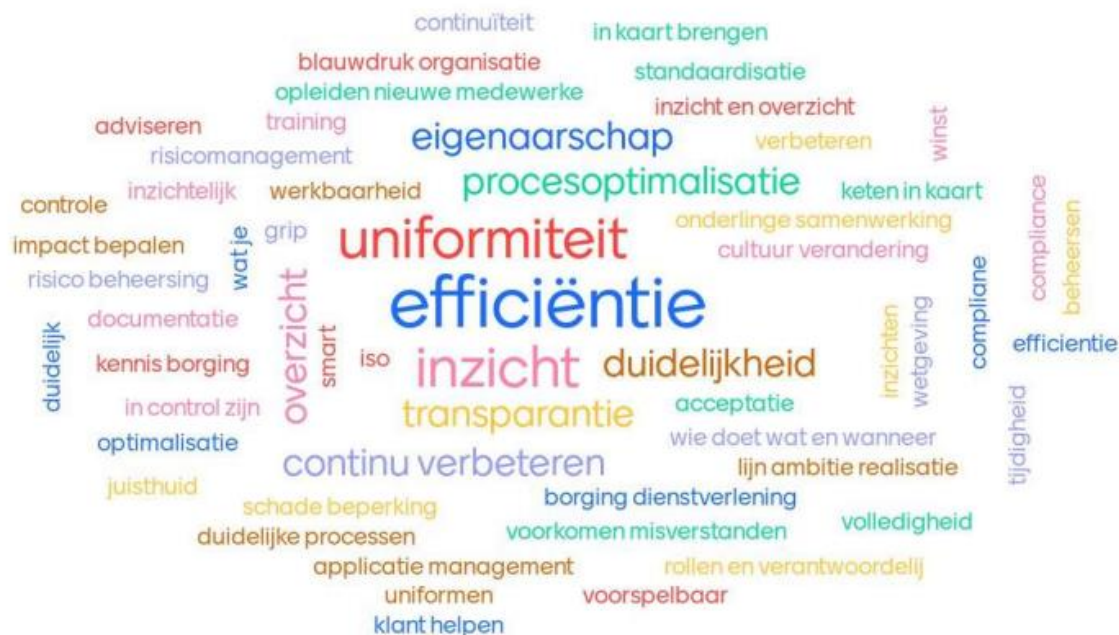 continuïteit
in kaart brengen
blauwdruk organisatie
standaardisatie
opleiden nieuwe medewerke
inzicht en overzicht
winst
adviseren
training
eigenaarschap
verbeteren
risicomanagement
procesoptimalisatie
inzichtelijk
werkbaarheid
keten in kaart
compliance
beheersen
controle
onderlinge samenwerking
uniformiteit
grip
wat je
impact bepalen
cultuur verandering
risico beheersing
overzicht
efficiëntie
compliane
documentatie
smart
inzichten
wetgeving
duidelijk
efficientie
kennis borging
iso
inzicht
duidelijkheid
in control zijn
transparantie
acceptatie
tijdigheid
optimalisatie
wie doet wat en wanneer
continu verbeteren
lijn ambitie realisatie
juisthuid
schade beperking
borging dienstverlening
volledigheid
duidelijke processen
voorkomen misverstanden
applicatie management
rollen en verantwoordelij
uniformen
voorspelbaar
klant helpen